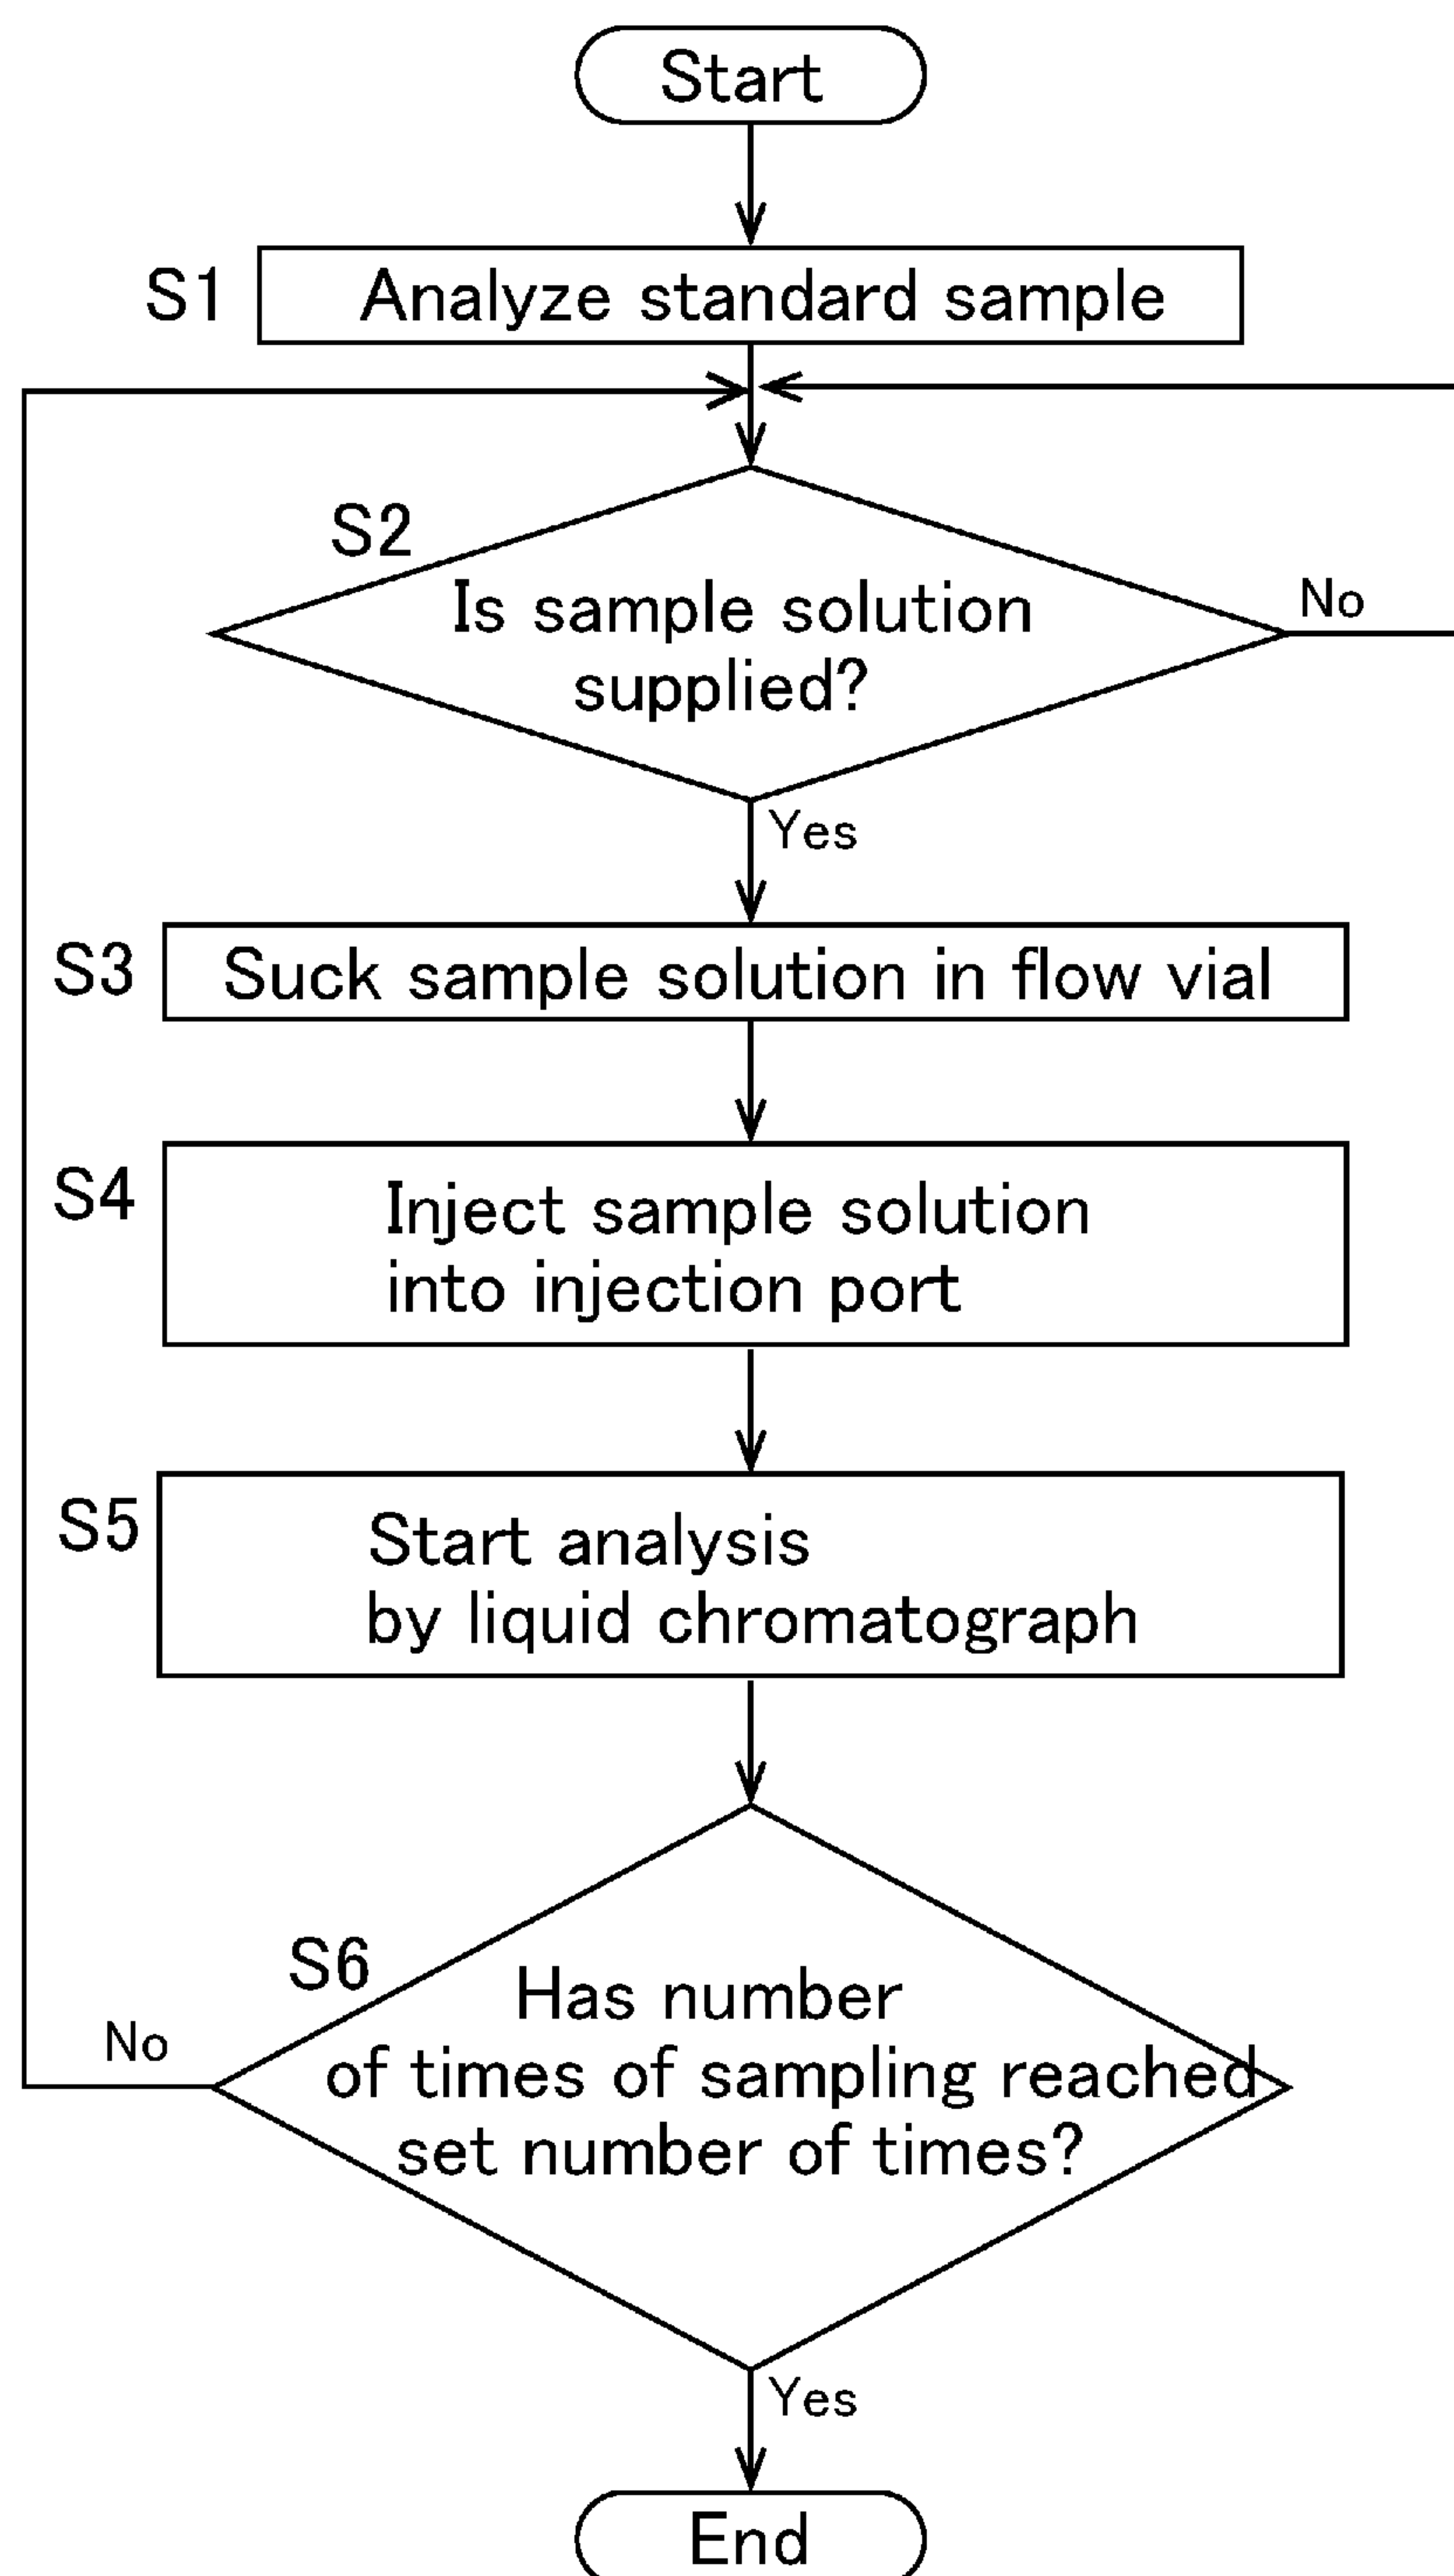 Start
S1
Analyze standard sample
S2
Is sample solution
supplied?
No
Yes
S3
Suck sample solution in flow vial
S4
Inject sample solution
into injection port
S5
Start analysis
by liquid chromatograph
S6
Has number
of times of sampling reached
set number of times?
No
Yes
End